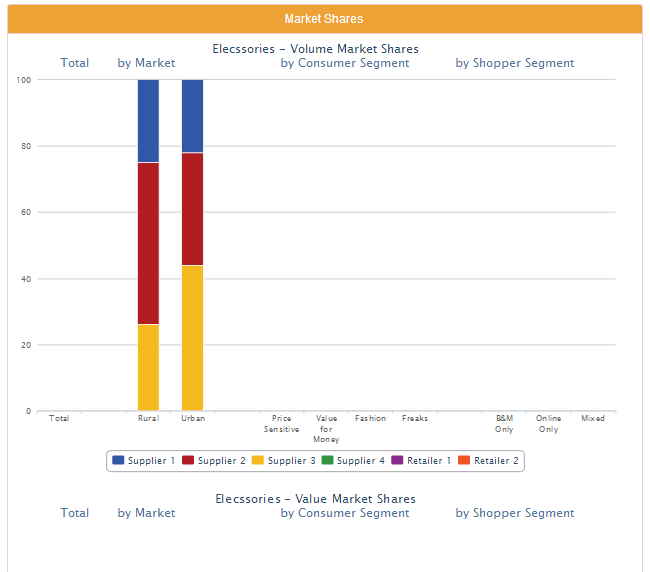 Market Shares
Elecssories - Volume Market Shares
Total by Market by Consumer Segment by Shopper Segment
100
80
60
40
20
0
Total Rural Urban Price Sensitive Value for Money Fashion Freaks B&M Only Online Only Mixed
Supplier 1 Supplier 2 Supplier 3 Supplier 4 Retailer 1 Retailer 2
Elecssories - Value Market Shares
Total by Market by Consumer Segment by Shopper Segment